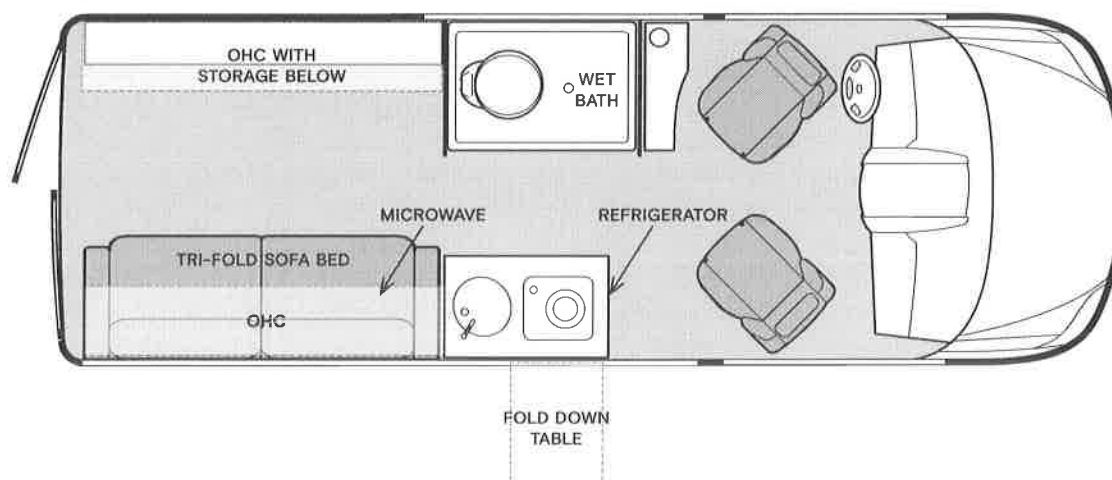 OHC WITH
STORAGE BELOW
WET
BATH
MICROWAVE
REFRIGERATOR
TRI-FOLD SOFA BED
OHC
FOLD DOWN
TABLE